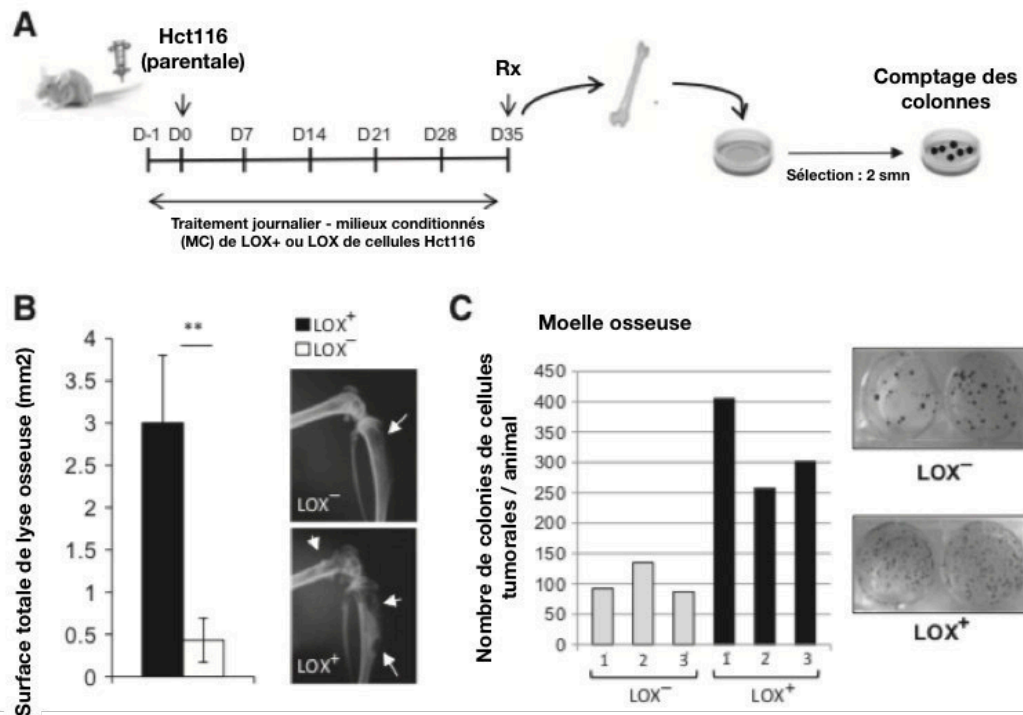 A
Hct116
(parentale)
Rx
Comptage des
colonnes
D-1 D0 D7 D14 D21 D28 D35
Sélection : 2 smn
Traitement journalier - milieux conditionnés
(MC) de LOX+ ou LOX de cellules Hct116
B
Surface totale de lyse osseuse (mm2)
4
3.5
3
2.5
2
1.5
1
0.5
0
**
LOX+
LOX−
LOX−
LOX+
C
Moelle osseuse
Nombre de colonies de cellules
tumorales / animal
450
400
350
300
250
200
150
100
50
0
1 2 3 1 2 3
LOX− LOX+
LOX−
LOX+